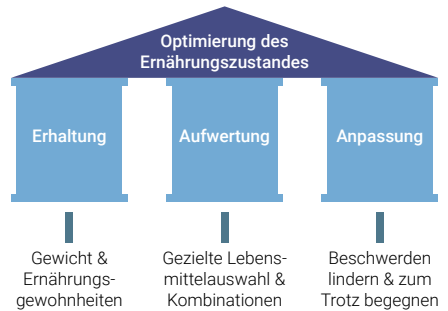 Optimierung des
Ernährungszustandes
Erhaltung
Aufwertung
Anpassung
Gewicht &
Ernährungs-
gewohnheiten
Gezielte Lebens-
mittelauswahl &
Kombinationen
Beschwerden
lindern & zum
Trotz begegnen